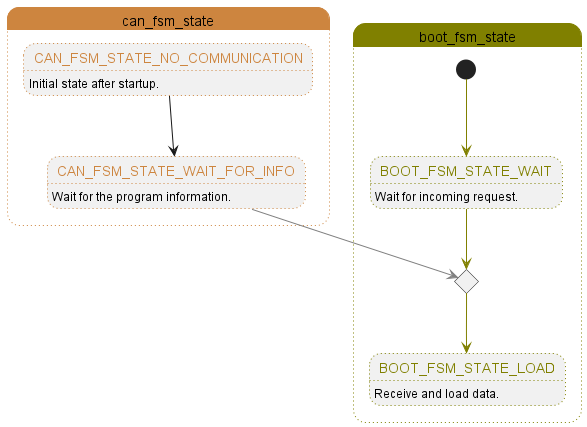 can_fsm_state
CAN_FSM_STATE_NO_COMMUNICATION
Initial state after startup.
CAN_FSM_STATE_WAIT_FOR_INFO
Wait for the program information.
boot_fsm_state
BOOT_FSM_STATE_WAIT
Wait for incoming request.
BOOT_FSM_STATE_LOAD
Receive and load data.